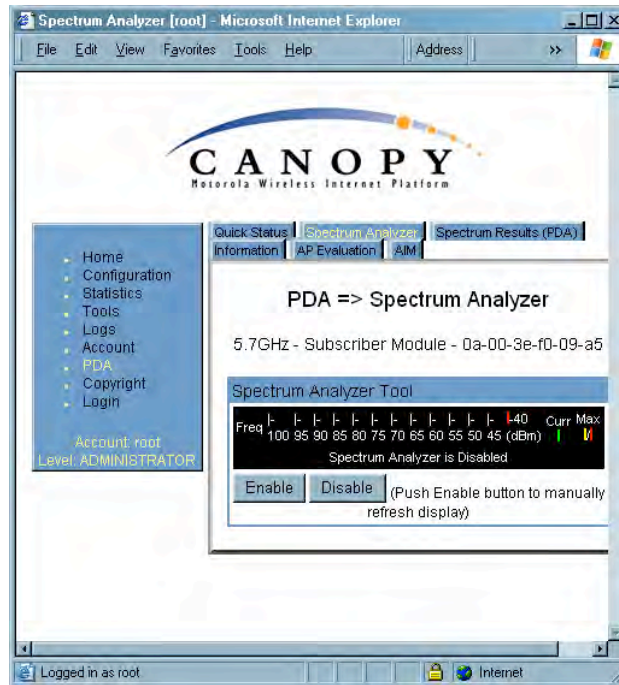 Spectrum Analyzer [root] - Microsoft Internet Explorer
File Edit View Favorites Tools Help Address »
CANOPY
Motorola Wireless Internet Platform
Home
Configuration
Statistics
Tools
Logs
Account
PDA
Copyright
Login
Account: root
Level: ADMINISTRATOR
Quick Status Spectrum Analyzer Spectrum Results (PDA)
Information AP Evaluation AIM
PDA => Spectrum Analyzer
5.7GHz - Subscriber Module - 0a-00-3e-f0-09-a5
Spectrum Analyzer Tool
Freq |- |- |- |- |- |- |- |- |- |- |- |- |-40 Curr Max
100 95 90 85 80 75 70 65 60 55 50 45 (dBm) | |/|
Spectrum Analyzer is Disabled
Enable Disable (Push Enable button to manually
refresh display)
Logged in as root Internet